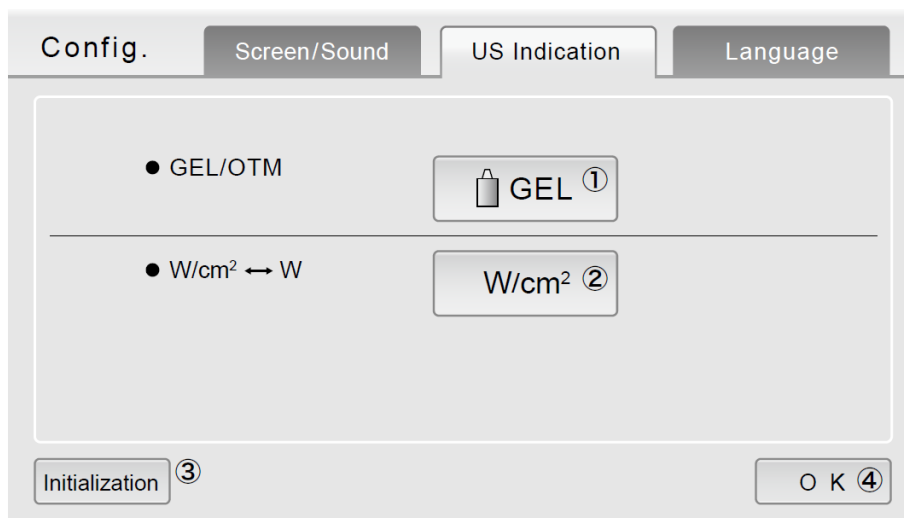 Config. Screen/Sound US Indication Language
● GEL/OTM GEL ①
● W/cm² ↔ W W/cm² ②
Initialization ③ O K ④